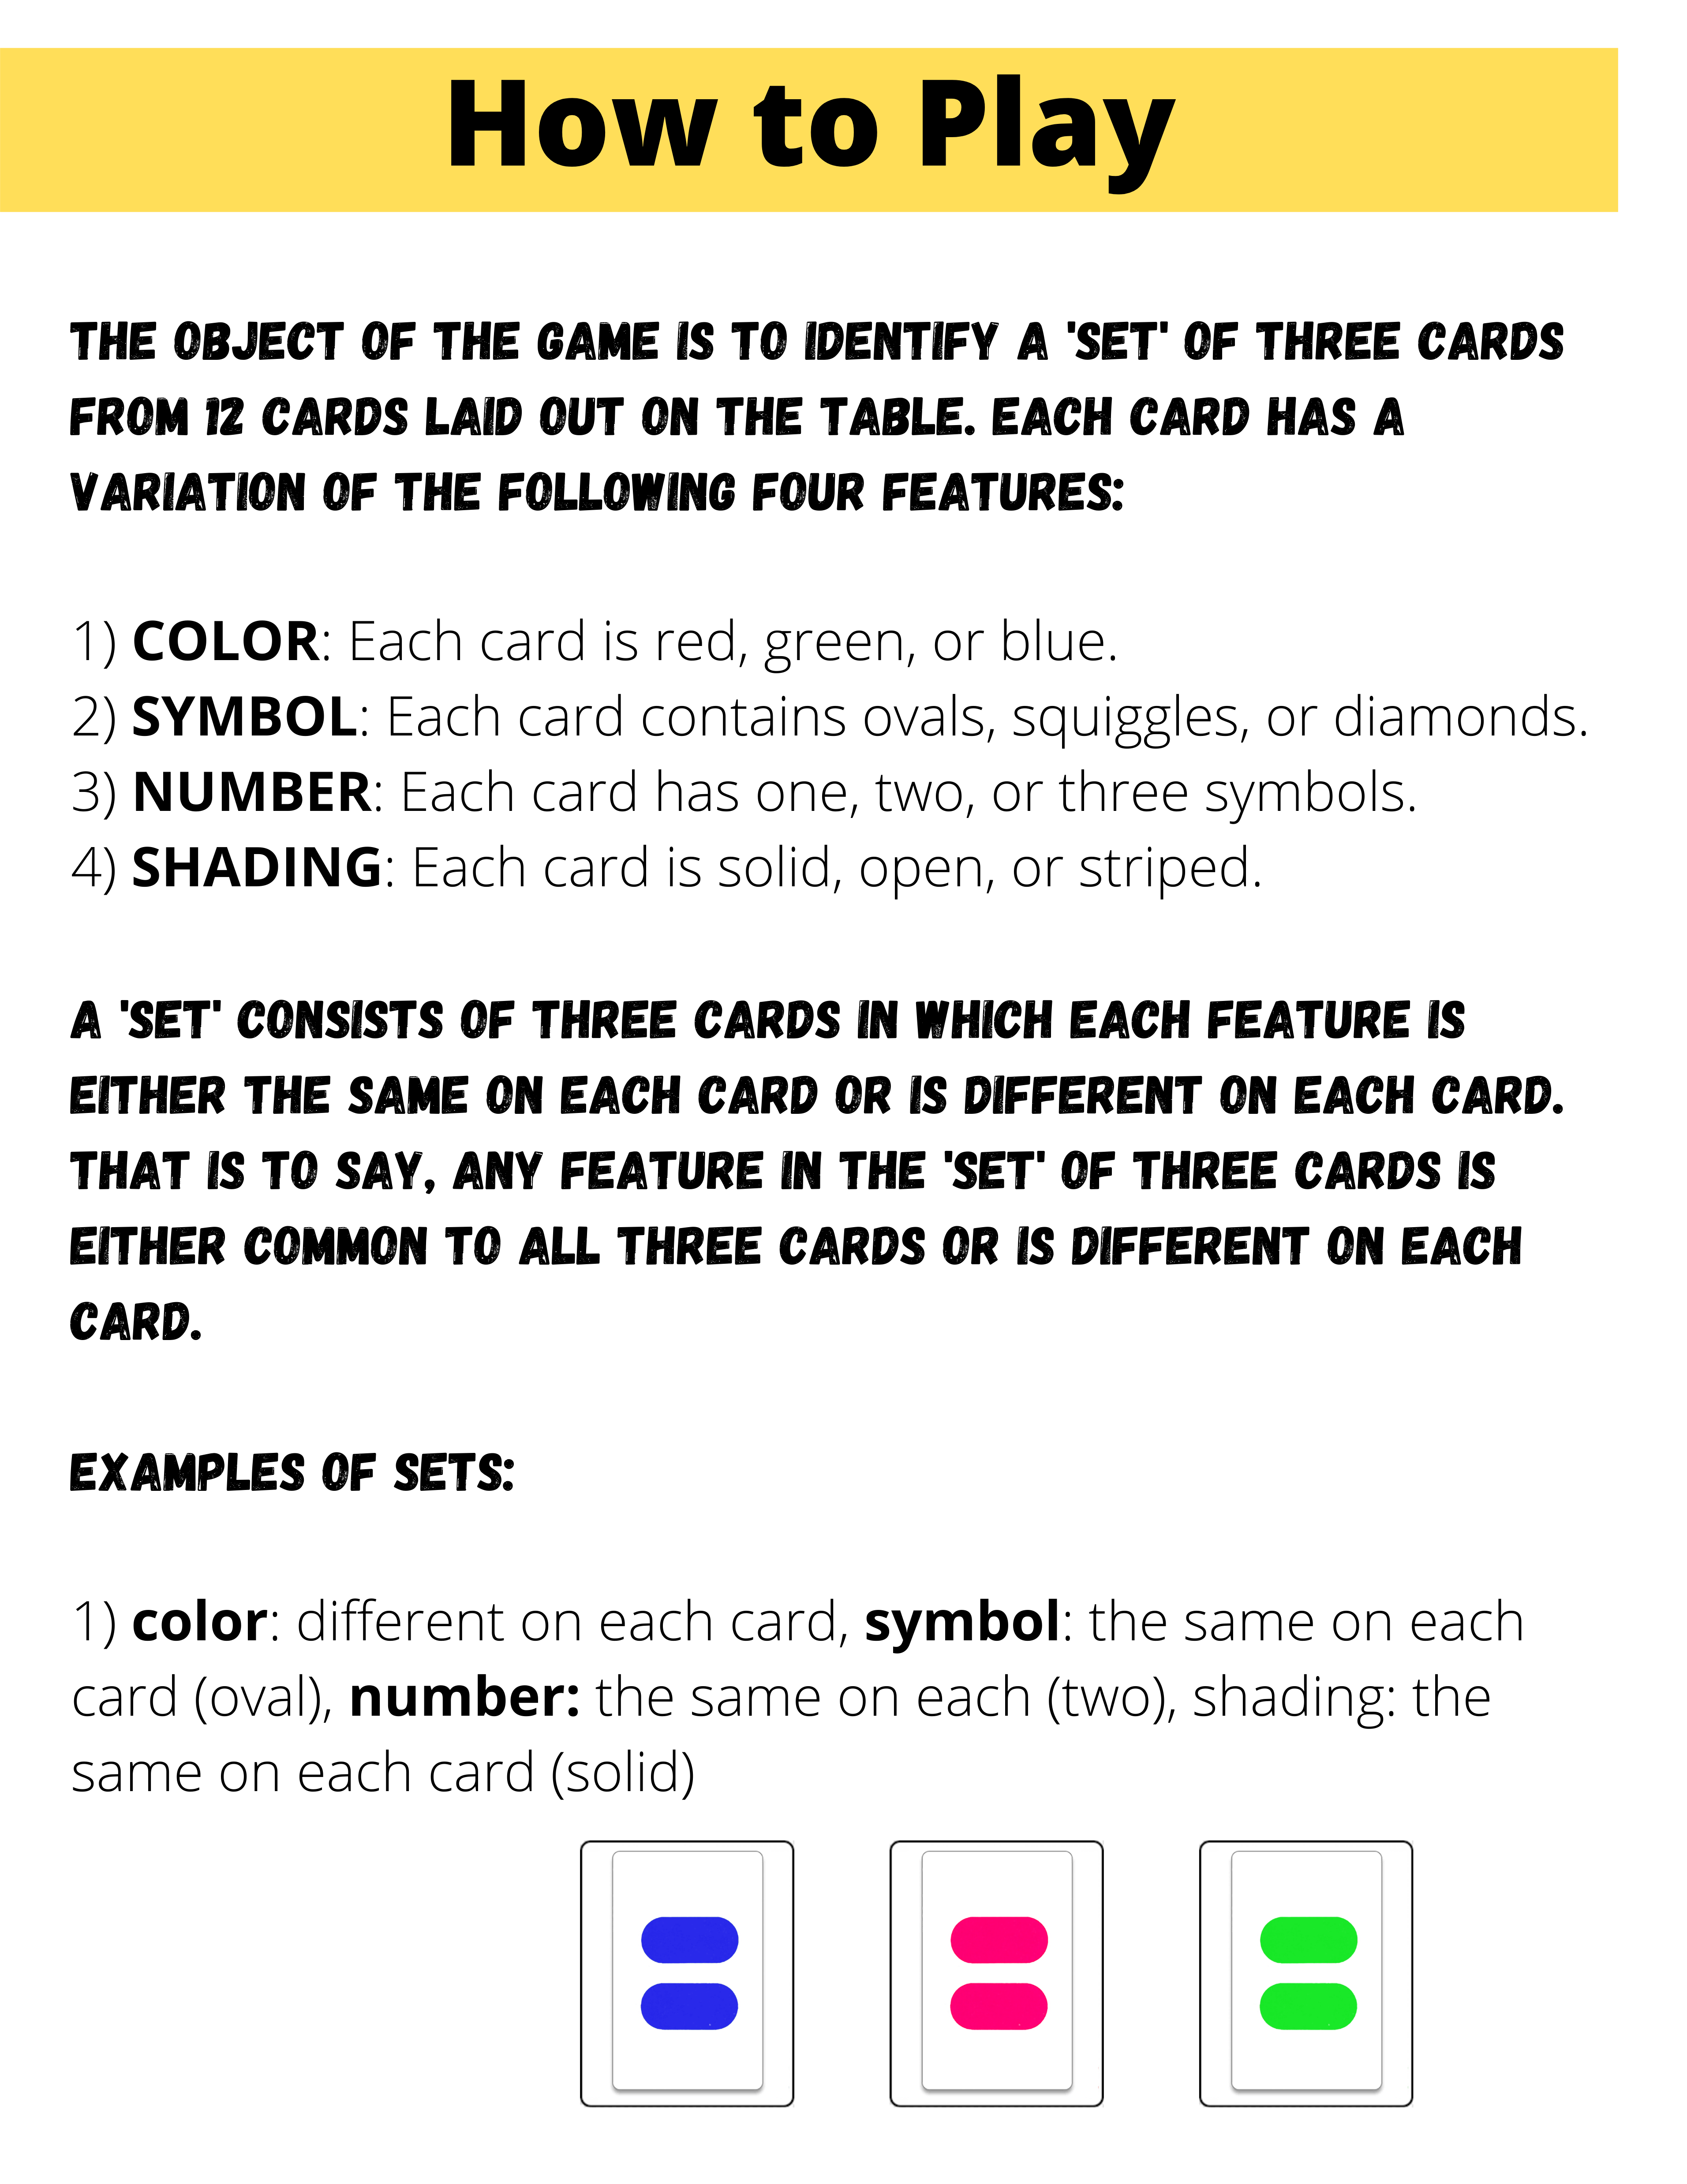 How to Play
THE OBJECT OF THE GAME IS TO IDENTIFY A 'SET' OF THREE CARDS
FROM 12 CARDS LAID OUT ON THE TABLE. EACH CARD HAS A
VARIATION OF THE FOLLOWING FOUR FEATURES:
1) COLOR: Each card is red, green, or blue.
2) SYMBOL: Each card contains ovals, squiggles, or diamonds.
3) NUMBER: Each card has one, two, or three symbols.
4) SHADING: Each card is solid, open, or striped.
A 'SET' CONSISTS OF THREE CARDS IN WHICH EACH FEATURE IS
EITHER THE SAME ON EACH CARD OR IS DIFFERENT ON EACH CARD.
THAT IS TO SAY, ANY FEATURE IN THE 'SET' OF THREE CARDS IS
EITHER COMMON TO ALL THREE CARDS OR IS DIFFERENT ON EACH
CARD.
EXAMPLES OF SETS:
1) color: different on each card, symbol: the same on each
card (oval), number: the same on each (two), shading: the
same on each card (solid)